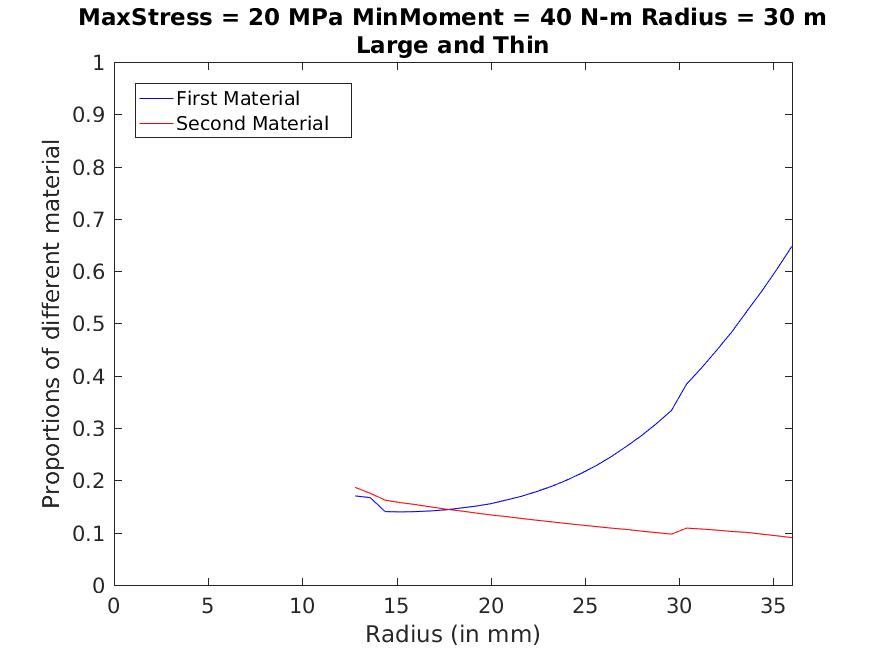 MaxStress = 20 MPa MinMoment = 40 N-m Radius = 30 m
Large and Thin
1
0.9
0.8
0.7
0.6
0.5
0.4
0.3
0.2
0.1
0
First Material
Second Material
Proportions of different material
0 5 10 15 20 25 30 35
Radius (in mm)